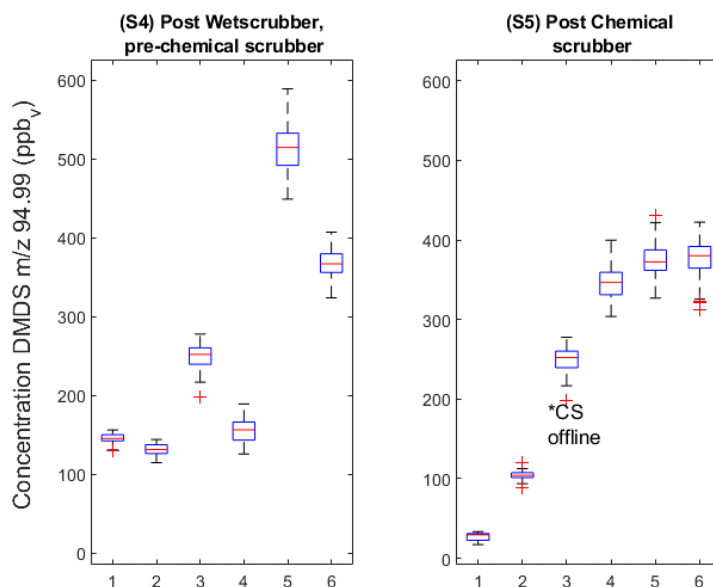 (S4) Post Wetscrubber,
pre-chemical scrubber
Concentration DMDS m/z 94.99 (ppbv)
600
500
400
300
200
100
0
1 2 3 4 5 6
(S5) Post Chemical
scrubber
600
500
400
300
200
100
0
*CS
offline
1 2 3 4 5 6